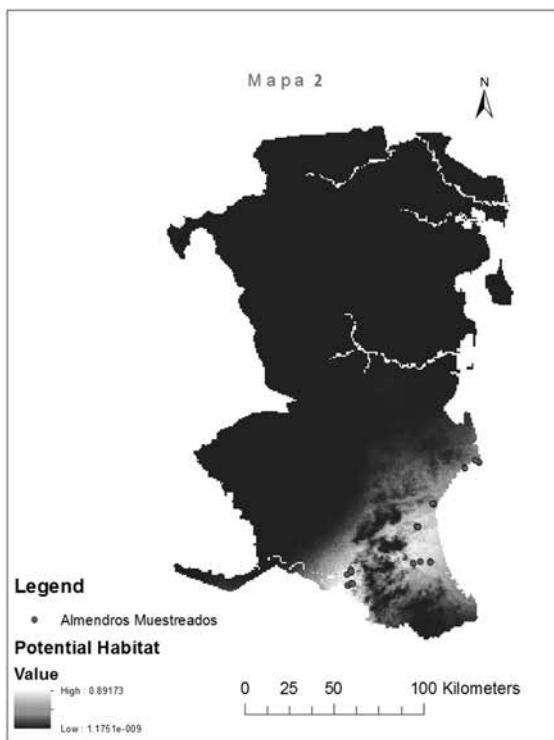 Mapa 2
N
Legend
Almendros Muestreados
Potential Habitat
Value
High : 0.89173
Low : 1.1751e-009
0 25 50 100 Kilometers